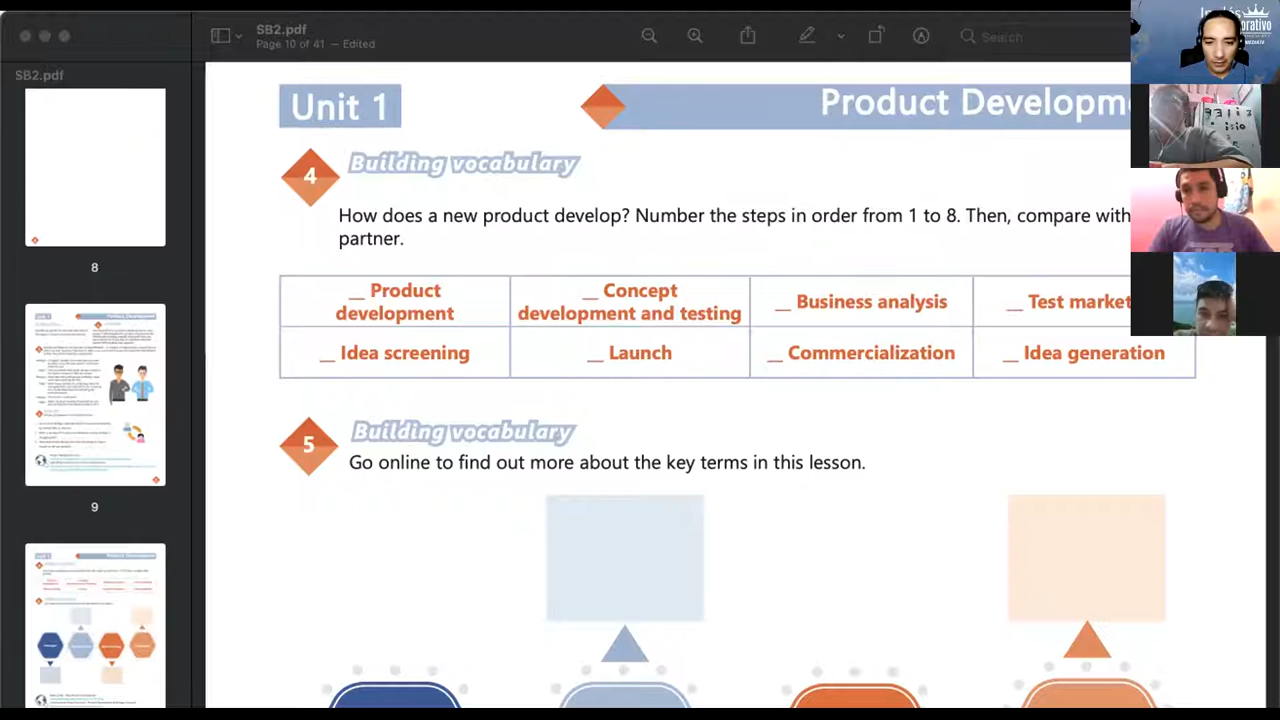 SB2.pdf
Page 10 of 41 — Edited
Search
SB2.pdf
8
9
Unit 1
Product Developm
4
Building vocabulary
How does a new product develop? Number the steps in order from 1 to 8. Then, compare with
partner.
__ Product
development
__ Concept
development and testing
__ Business analysis
__ Test market
__ Idea screening
__ Launch
__ Commercialization
__ Idea generation
5
Building vocabulary
Go online to find out more about the key terms in this lesson.